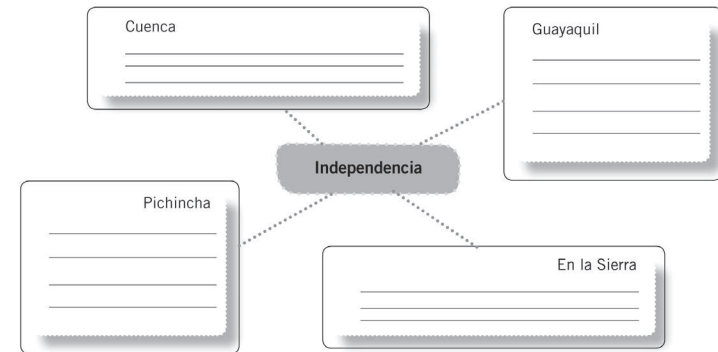 Cuenca
Guayaquil
Independencia
Pichincha
En la Sierra